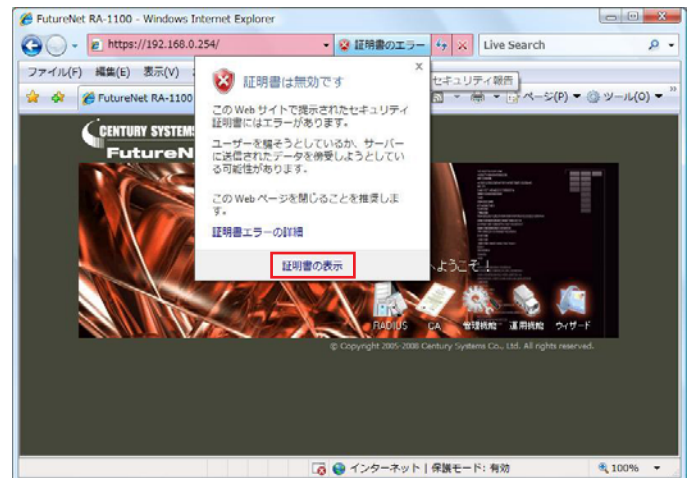 FutureNet RA-1100 - Windows Internet Explorer
https://192.168.0.254/
証明書のエラー
Live Search
ファイル(F) 編集(E) 表示(V)
FutureNet RA-1100
セキュリティ報告
ページ(P)
ツール(O)
証明書は無効です
この Web サイトで提示されたセキュリティ
証明書にはエラーがあります。
ユーザーを騙そうとしているか、サーバー
に送信されたデータを傍受しようとしてい
る可能性があります。
この Web ページを閉じることを推奨しま
す。
証明書エラーの詳細
証明書の表示
CENTURY SYSTEMS
FutureN
へようこそ!
RADIUS CA 管理機能 運用機能 ウィザード
© Copyright 2005-2008 Century Systems Co., Ltd. All rights reserved.
インターネット | 保護モード: 有効
100%